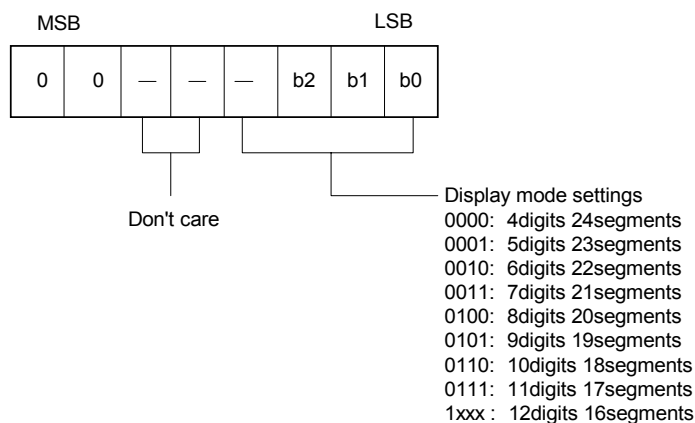 MSB LSB
0 0 — — — b2 b1 b0
Don't care
Display mode settings
0000: 4digits 24segments
0001: 5digits 23segments
0010: 6digits 22segments
0011: 7digits 21segments
0100: 8digits 20segments
0101: 9digits 19segments
0110: 10digits 18segments
0111: 11digits 17segments
1xxx : 12digits 16segments